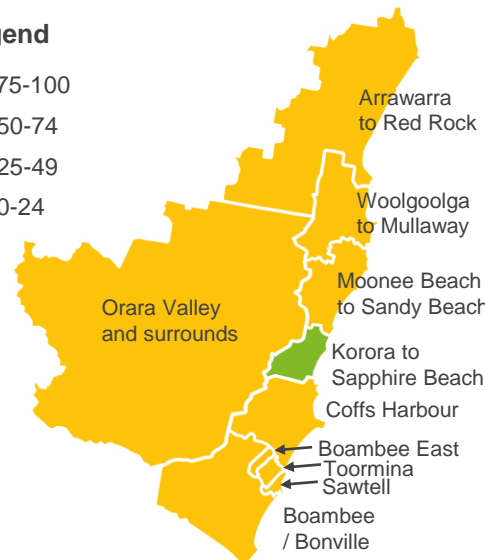 gend
75-100
50-74
25-49
0-24
Arrawarra
to Red Rock
Woolgoolga
to Mullaway
Moonee Beach
to Sandy Beach
Orara Valley
and surrounds
Korora to
Sapphire Beach
Coffs Harbour
Boambee East
Toormina
Sawtell
Boambee
/ Bonville